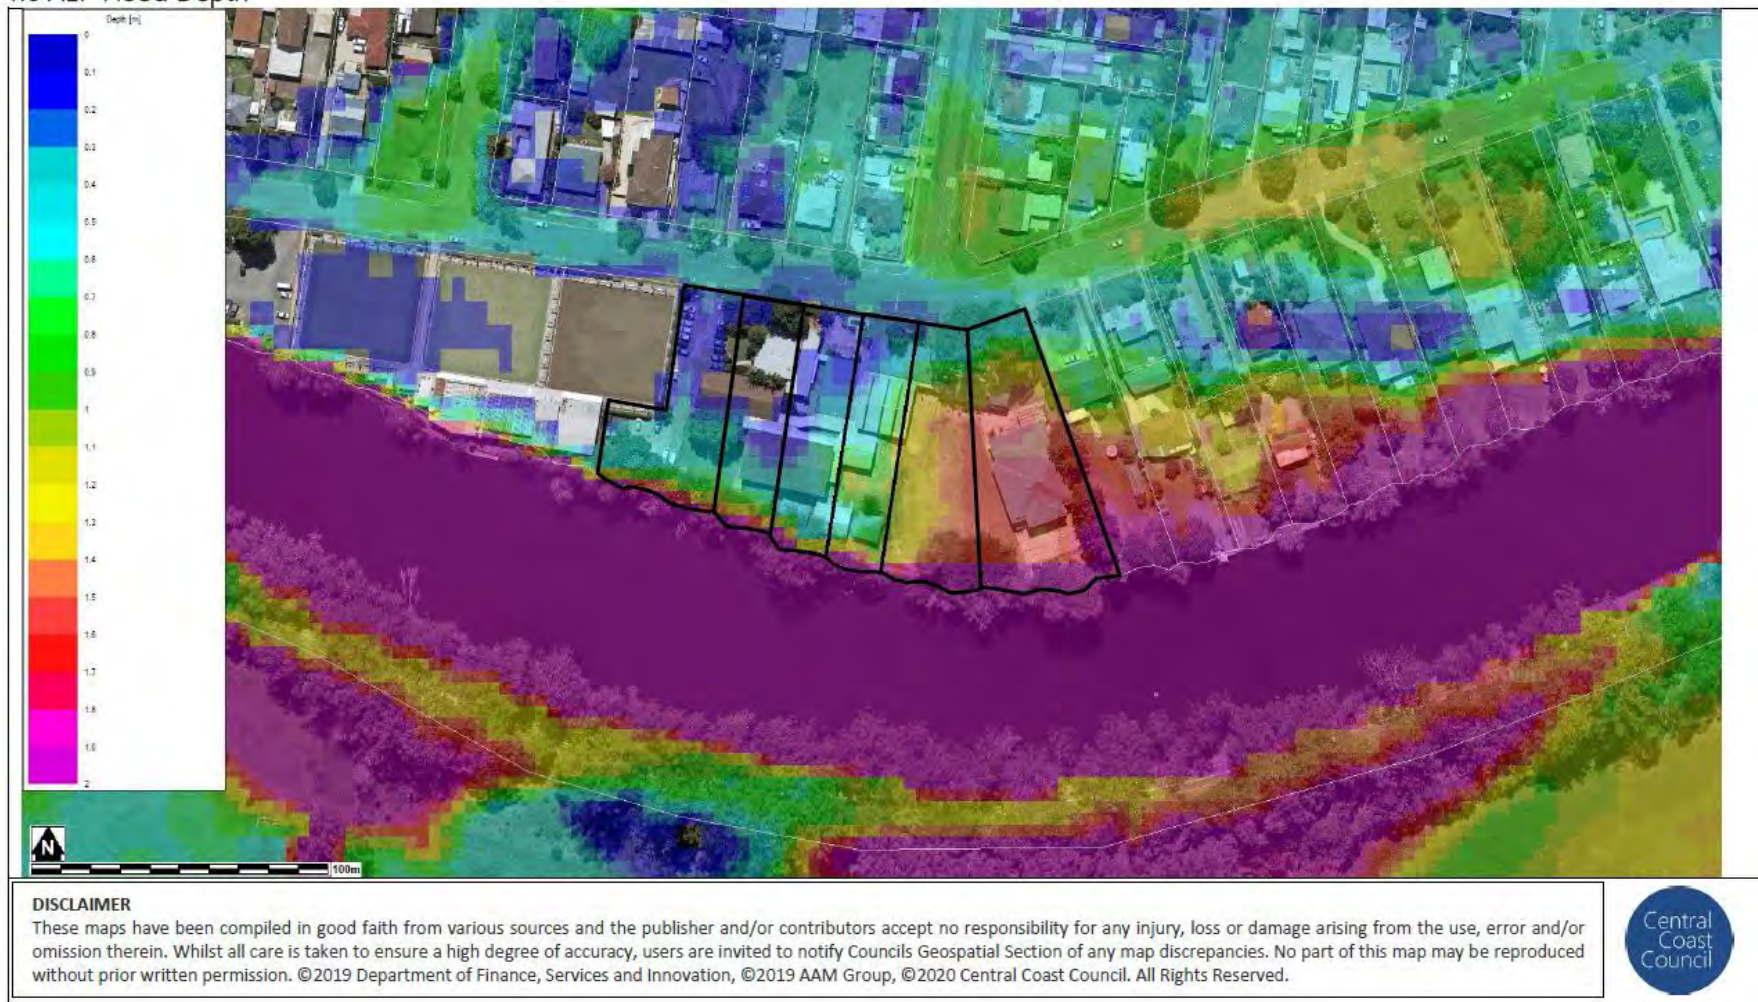 Flood Depth
Depth [m]
0
0.1
0.2
0.3
0.4
0.5
0.6
0.7
0.8
0.9
1
1.1
1.2
1.3
1.4
1.5
1.6
1.7
1.8
1.9
2
N
100m
DISCLAIMER
These maps have been compiled in good faith from various sources and the publisher and/or contributors accept no responsibility for any injury, loss or damage arising from the use, error and/or
omission therein. Whilst all care is taken to ensure a high degree of accuracy, users are invited to notify Councils Geospatial Section of any map discrepancies. No part of this map may be reproduced
without prior written permission. ©2019 Department of Finance, Services and Innovation, ©2019 AAM Group, ©2020 Central Coast Council. All Rights Reserved.
Central
Coast
Council